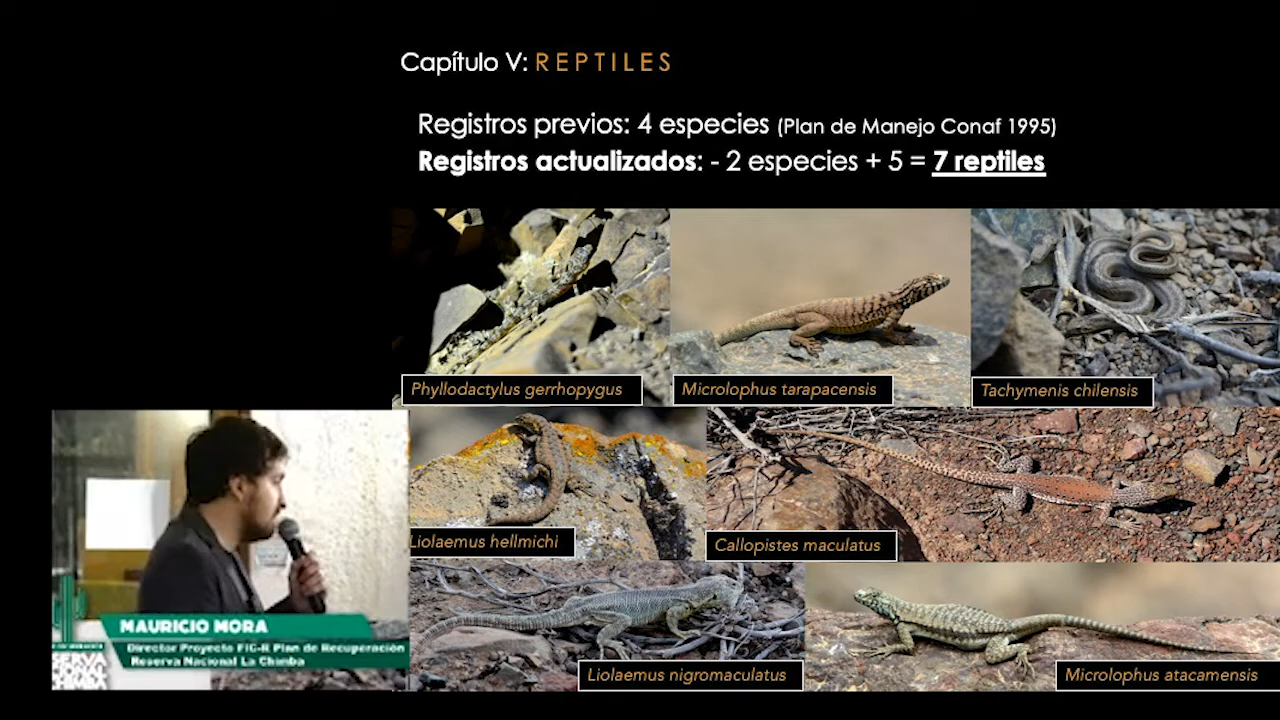 Capítulo V: REPTILES
Registros previos: 4 especies (Plan de Manejo Conaf 1995)
Registros actualizados: - 2 especies + 5 = 7 reptiles
Phyllodactylus gerrhopygus
Microlophus tarapacensis
Tachymenis chilensis
Liolaemus hellmichi
Callopistes maculatus
Liolaemus nigromaculatus
Microlophus atacamensis
MAURICIO MORA
Director Proyecto FIC-R Plan de Recuperación
Reserva Nacional La Chimba